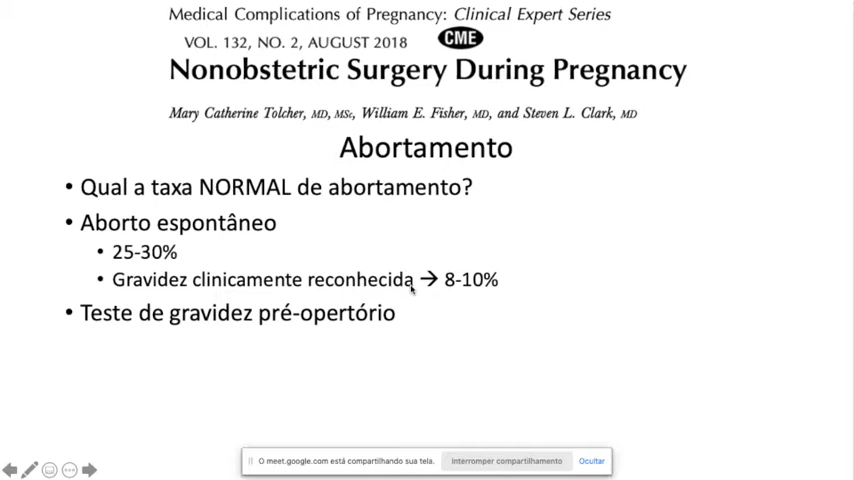 Medical Complications of Pregnancy: Clinical Expert Series
VOL. 132, NO. 2, AUGUST 2018 CME
Nonobstetric Surgery During Pregnancy
Mary Catherine Tolcher, MD, MSc, William E. Fisher, MD, and Steven L. Clark, MD
Abortamento
• Qual a taxa NORMAL de abortamento?
• Aborto espontâneo
• 25-30%
• Gravidez clinicamente reconhecida → 8-10%
• Teste de gravidez pré-opertório
O meet.google.com está compartilhando sua tela. Interromper compartilhamento Ocultar